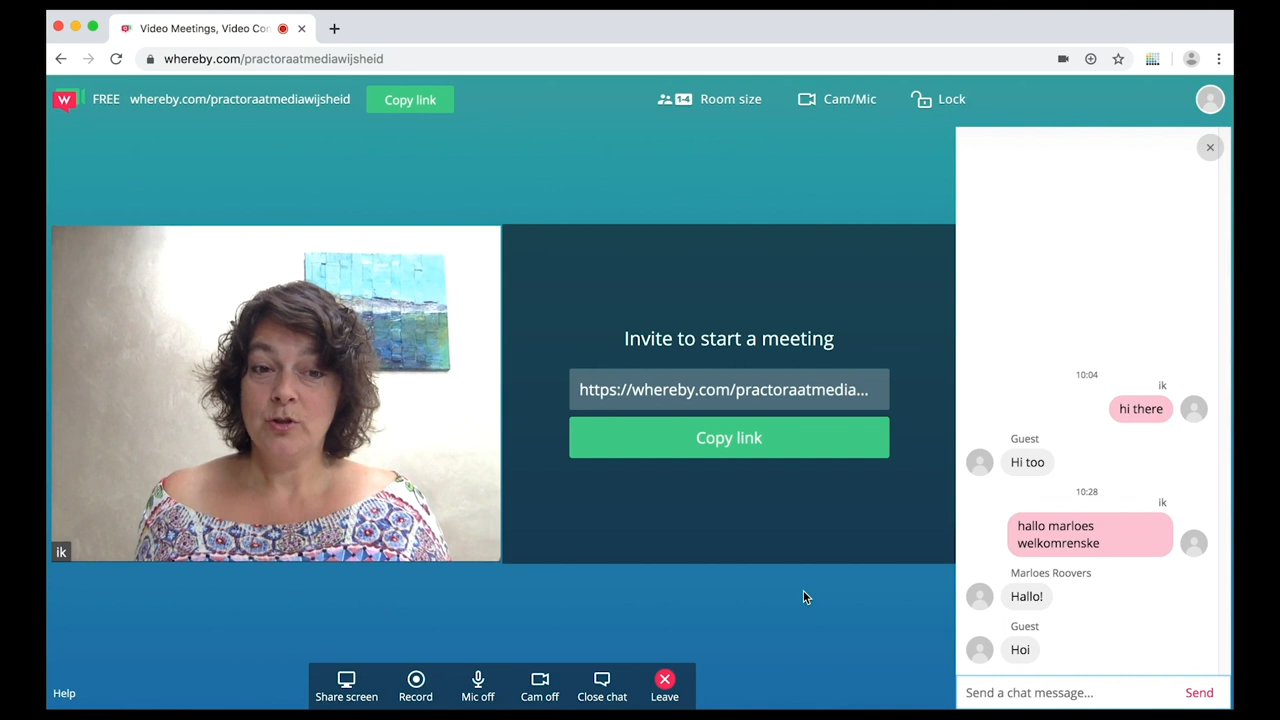 Video Meetings, Video Con
whereby.com/practoraatmediawijsheid
w
FREE
whereby.com/practoraatmediawijsheid
Copy link
1-4
Room size
Cam/Mic
Lock
Invite to start a meeting
https://whereby.com/practoraatmedia...
Copy link
ik
10:04
ik
hi there
Guest
Hi too
10:28
ik
hallo marloes
welkomrenske
Marloes Roovers
Hallo!
Guest
Hoi
Send a chat message...
Send
Help
Share screen
Record
Mic off
Cam off
Close chat
Leave